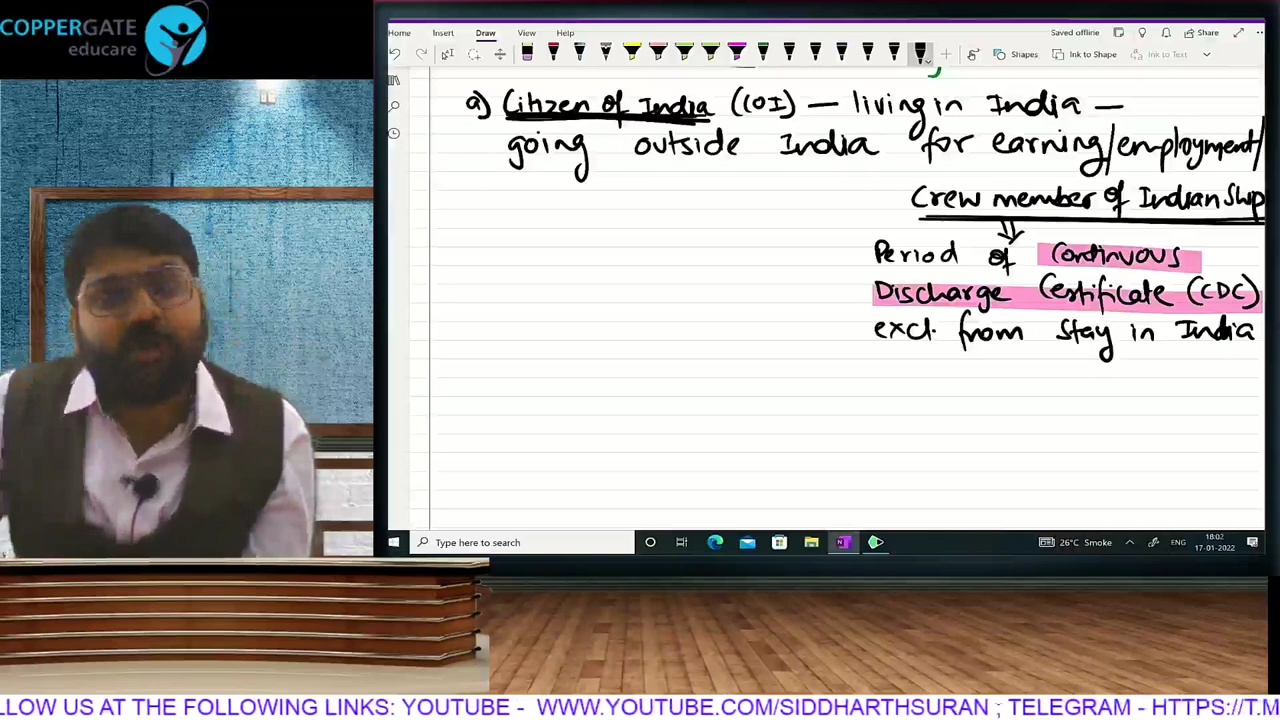 COPPERGATE
educare
Home Insert Draw View Help Saved offline Share
Shapes Ink to Shape Ink to Text
a) Citizen of India (COI) — living in India —
going outside India for earning/employment/
Crew member of Indian Ship
Period of Continuous
Discharge Certificate (CDC)
excl. from stay in India
Type here to search
26°C Smoke ENG 18:02
17-01-2022
LLOW US AT THE FOLLOWING LINKS: YOUTUBE - WWW.YOUTUBE.COM/SIDDHARTHSURAN ; TELEGRAM - HTTPS://T.M